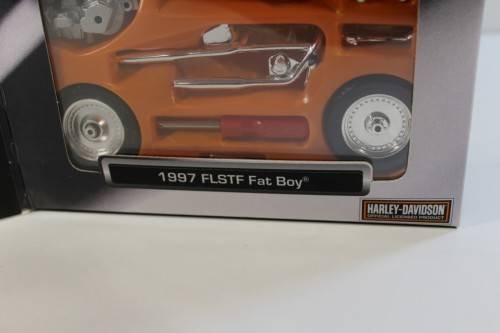 1997 FLSTF Fat Boy®
HARLEY-DAVIDSON
OFFICIAL LICENSED PRODUCT